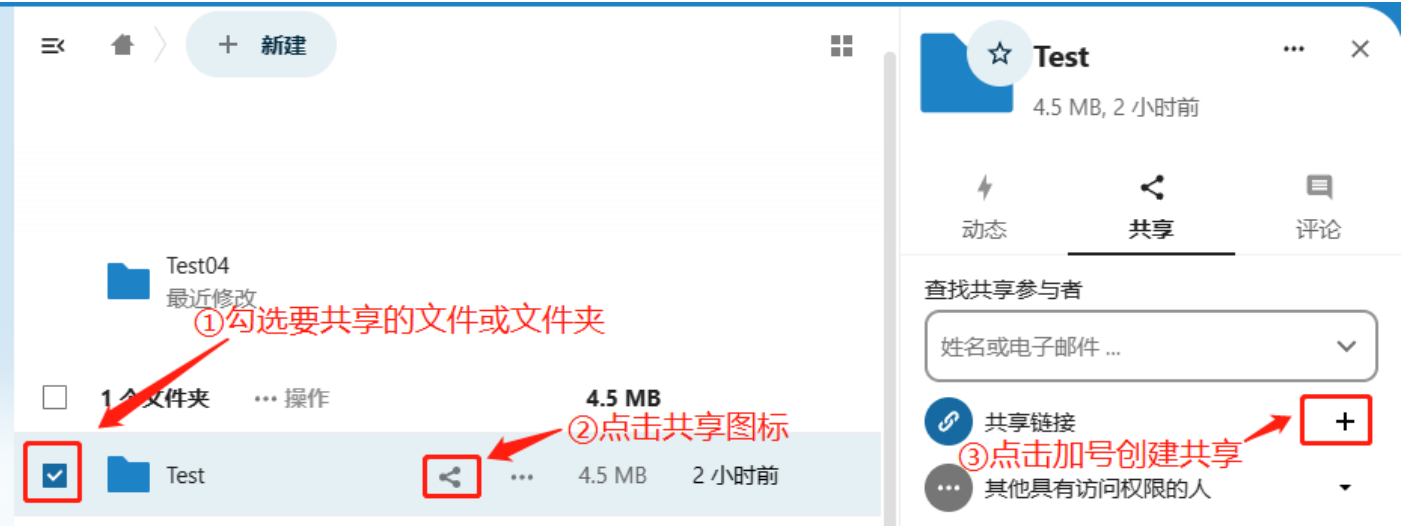 新建
Test04
最近修改
①勾选要共享的文件或文件夹
1 个文件夹 ··· 操作 4.5 MB
②点击共享图标
Test ··· 4.5 MB 2 小时前
Test ···
4.5 MB, 2 小时前
动态 共享 评论
查找共享参与者
姓名或电子邮件 ...
共享链接
③点击加号创建共享
其他具有访问权限的人